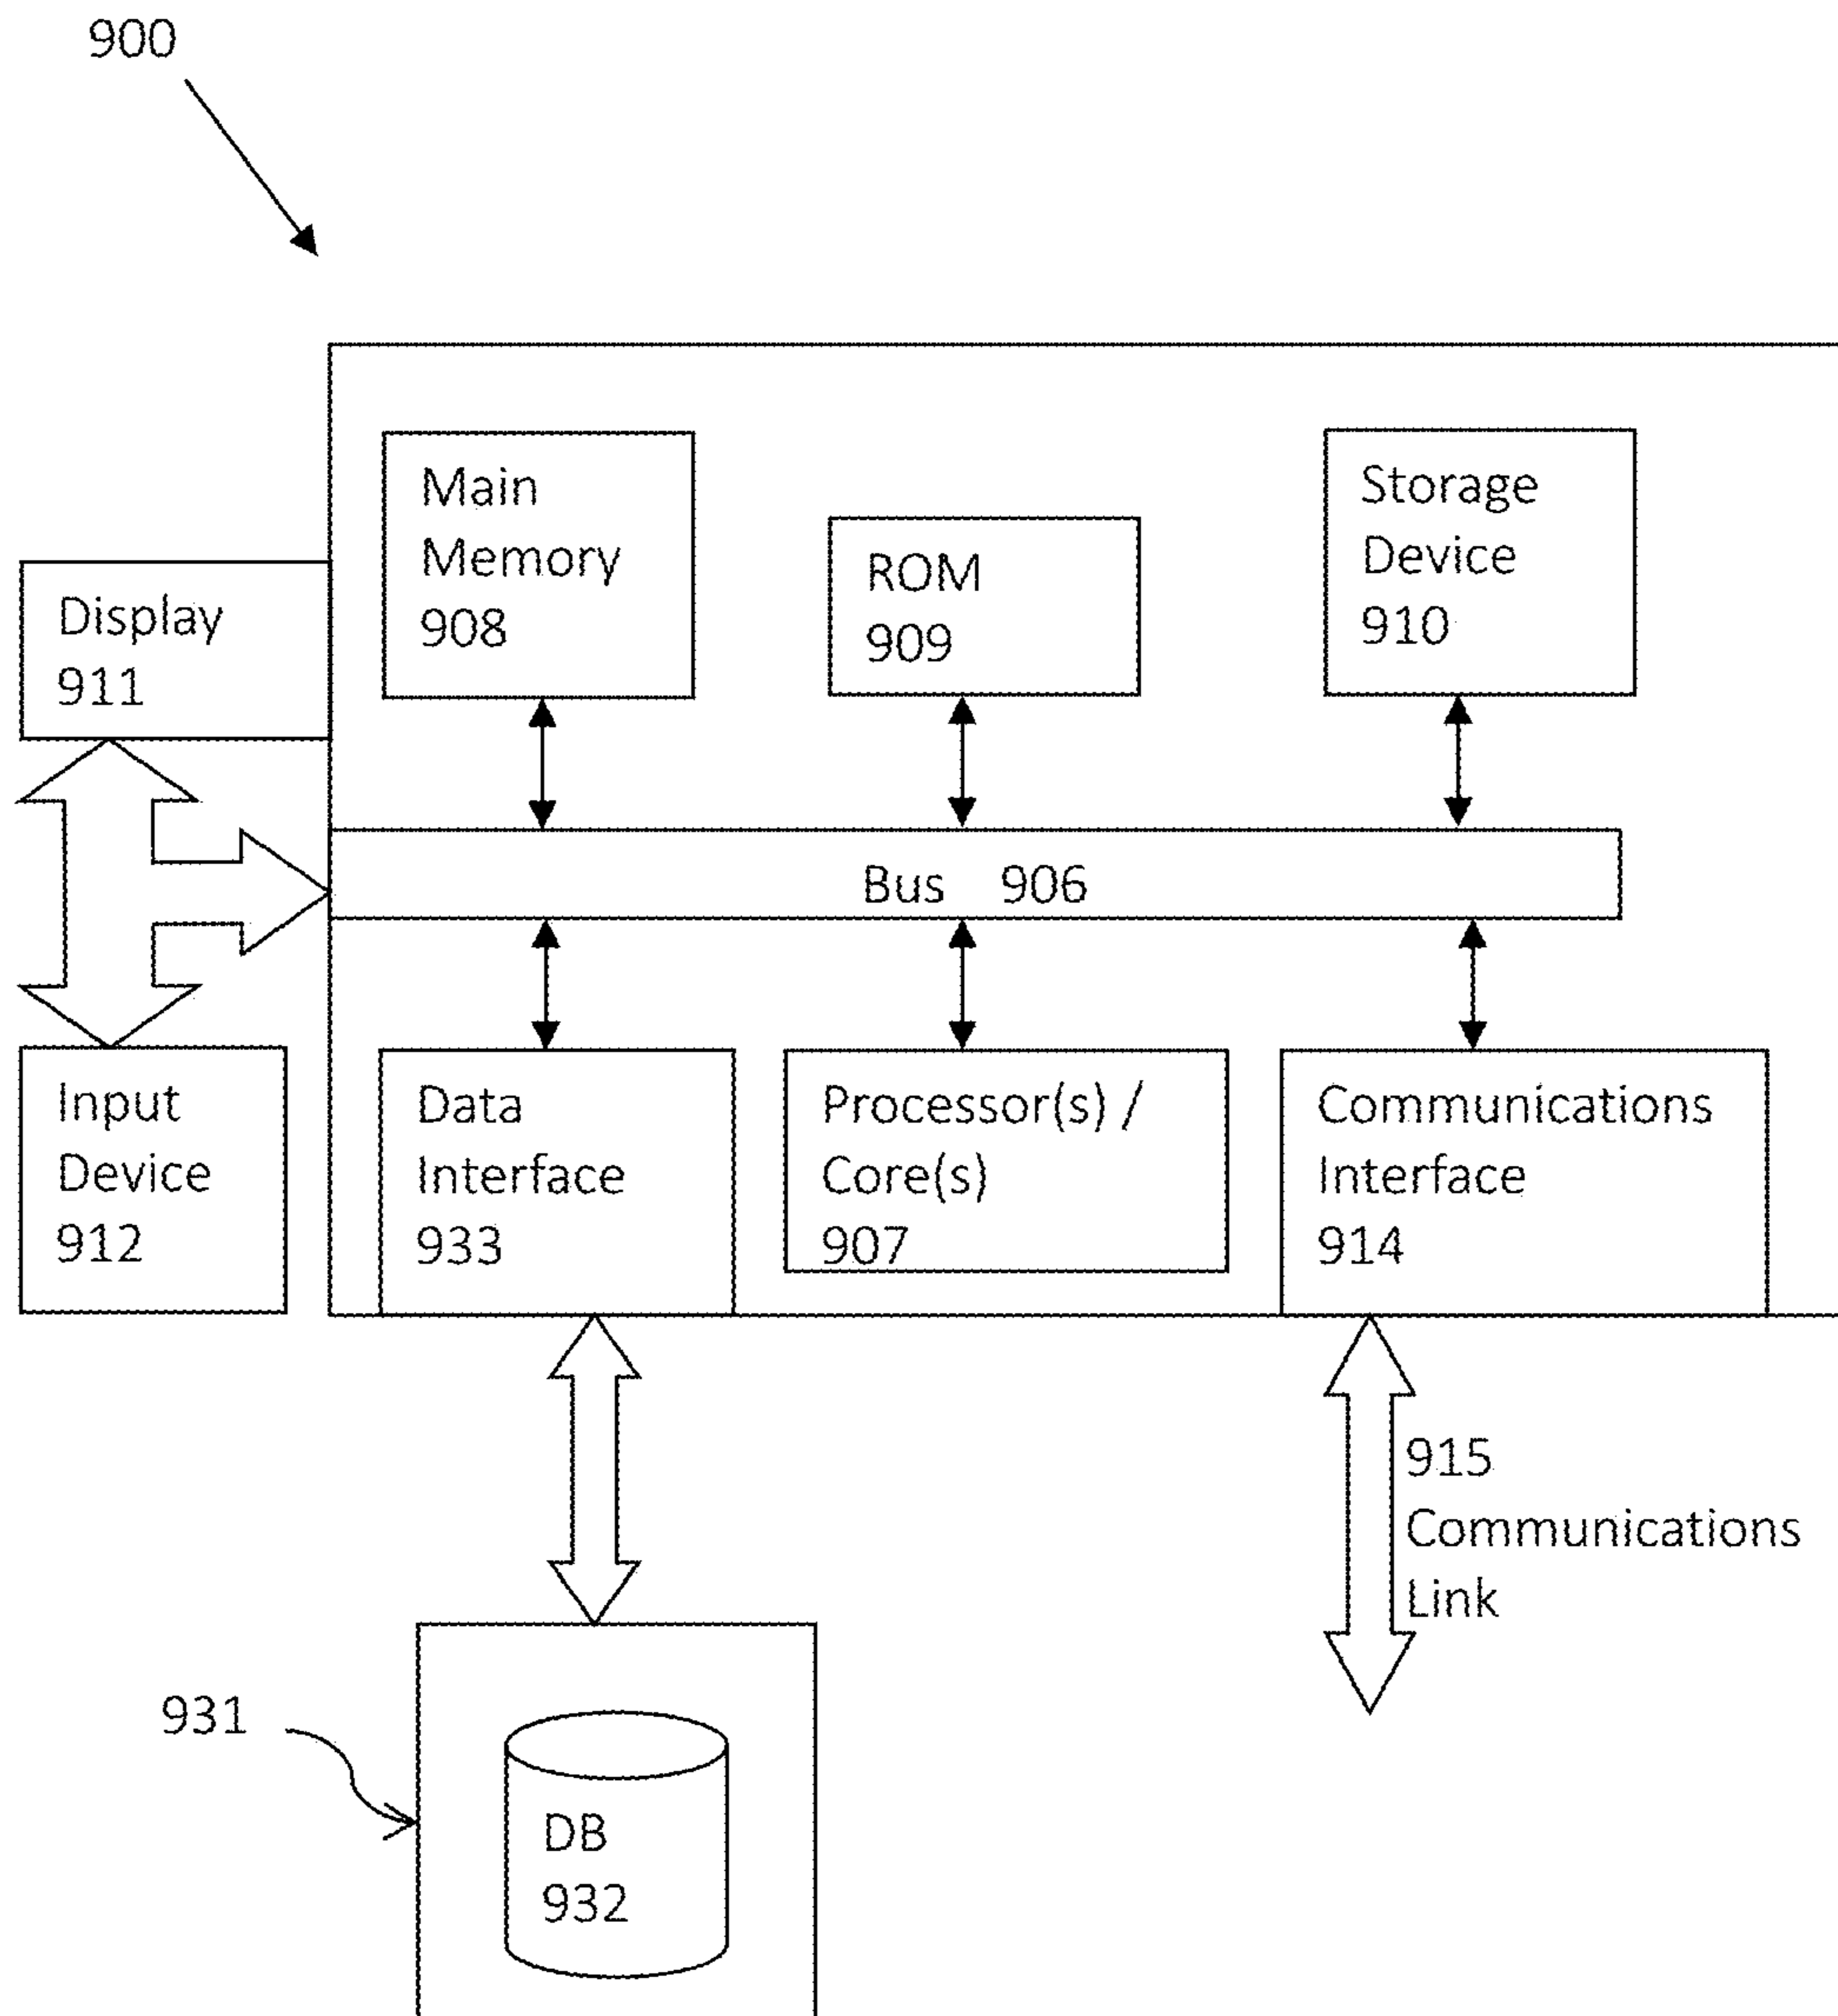 900
Main
Memory
908
ROM
909
Storage
Device
910
Display
911
Bus 906
Input
Device
912
Data
Interface
933
Processor(s) /
Core(s)
907
Communications
Interface
914
915
Communications
Link
931
DB
932